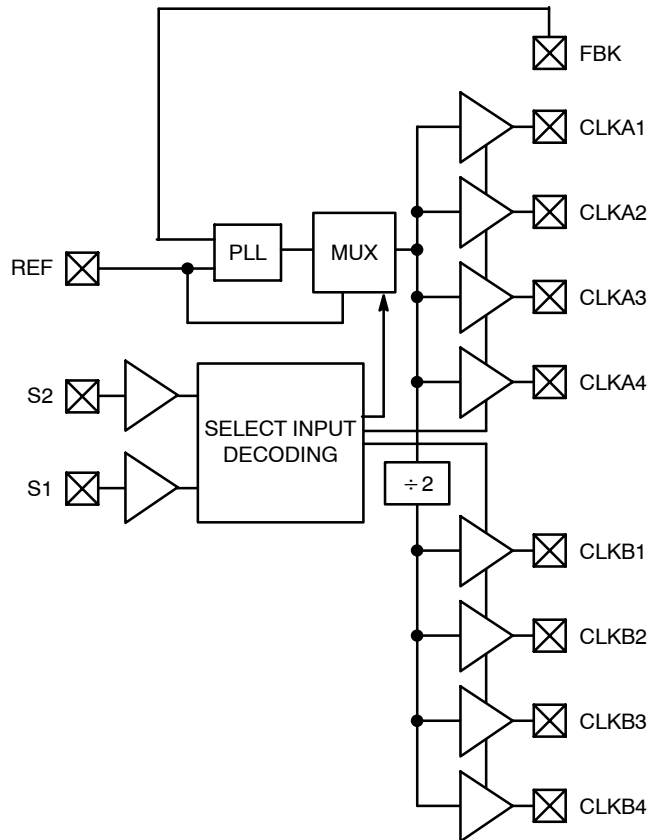 FBK
CLKA1
CLKA2
PLL
MUX
REF
CLKA3
CLKA4
S2
SELECT INPUT
DECODING
S1
÷2
CLKB1
CLKB2
CLKB3
CLKB4